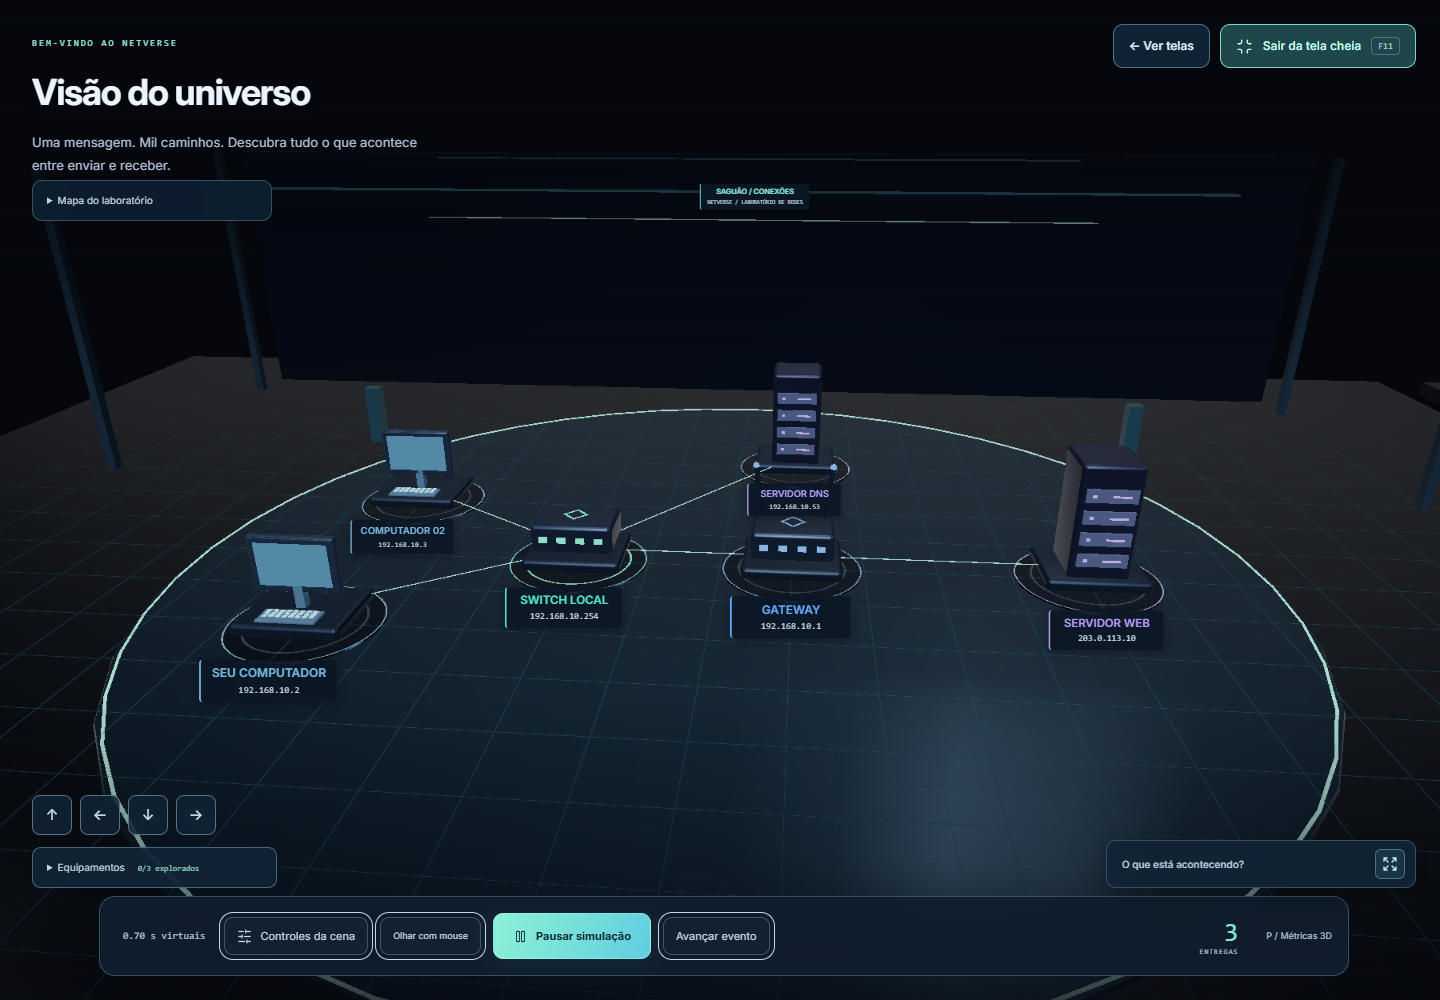 BEM-VINDO AO NETVERSE
← Ver telas
Sair da tela cheia F11
Visão do universo
Uma mensagem. Mil caminhos. Descubra tudo o que acontece
entre enviar e receber.
Mapa do laboratório
SAGUÃO / CONEXÕES
NETVERSE / LABORATÓRIO DE REDES
SERVIDOR DNS
192.168.10.53
COMPUTADOR 02
192.168.10.3
SWITCH LOCAL
192.168.10.254
GATEWAY
192.168.10.1
SERVIDOR WEB
203.0.113.10
SEU COMPUTADOR
192.168.10.2
↑ ← ↓ →
Equipamentos 0/3 explorados
O que está acontecendo?
0.70 s virtuais
Controles da cena
Olhar com mouse
Pausar simulação
Avançar evento
3
ENTREGAS
P / Métricas 3D